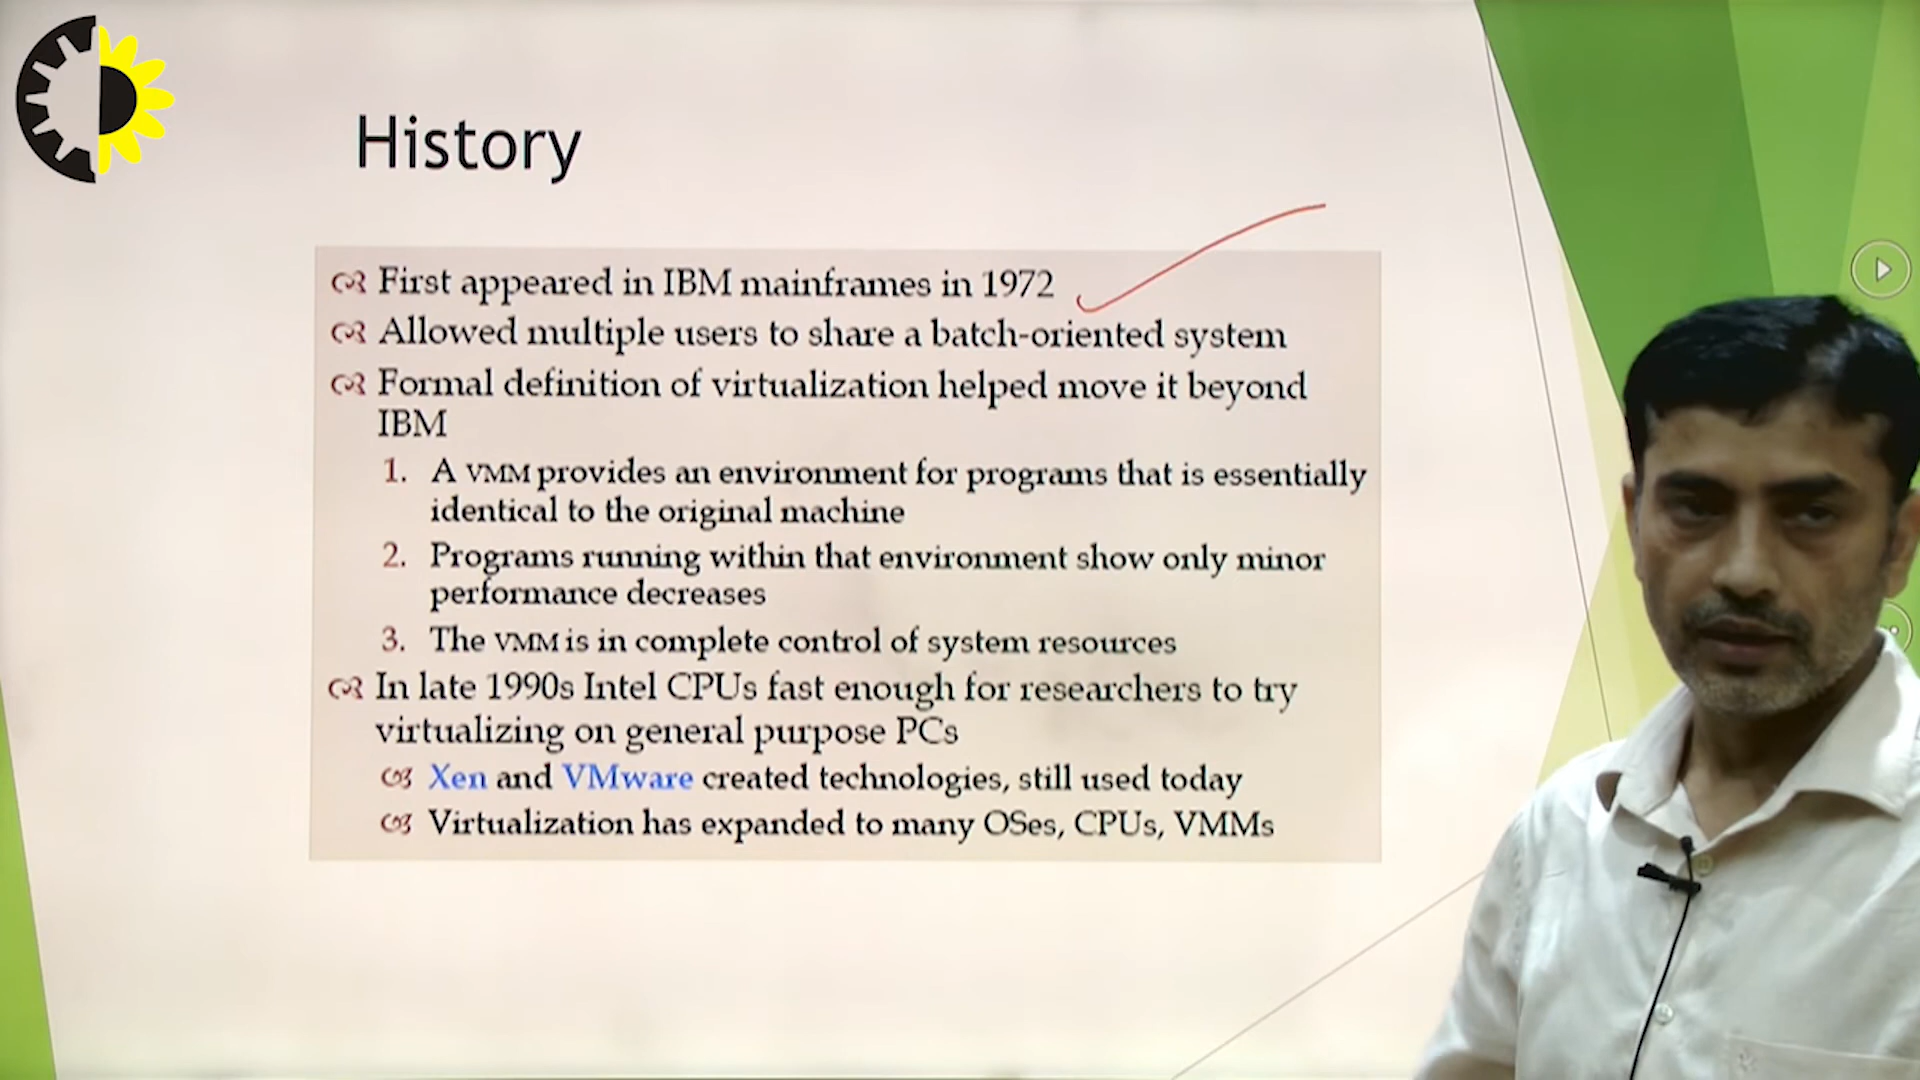 History
First appeared in IBM mainframes in 1972
Allowed multiple users to share a batch-oriented system
Formal definition of virtualization helped move it beyond
IBM
1. A VMM provides an environment for programs that is essentially
identical to the original machine
2. Programs running within that environment show only minor
performance decreases
3. The VMM is in complete control of system resources
In late 1990s Intel CPUs fast enough for researchers to try
virtualizing on general purpose PCs
Xen and VMware created technologies, still used today
Virtualization has expanded to many OSes, CPUs, VMMs